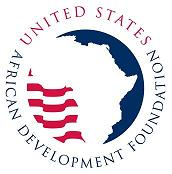 UNITED STATES
AFRICAN DEVELOPMENT FOUNDATION